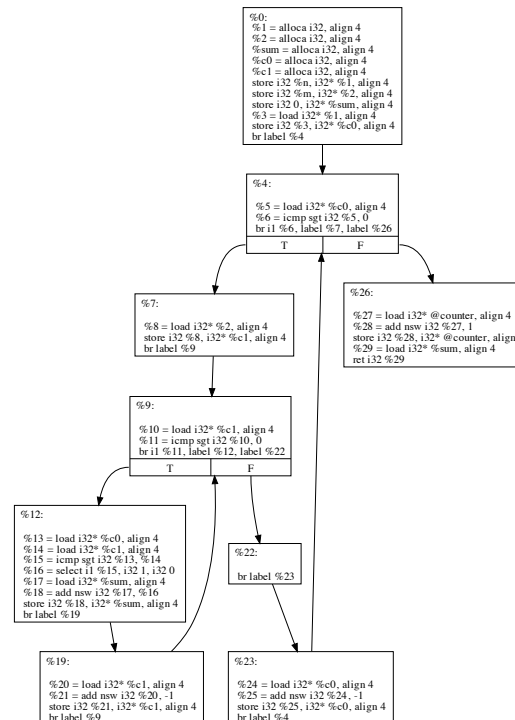 %0:
%1 = alloca i32, align 4
%2 = alloca i32, align 4
%sum = alloca i32, align 4
%c0 = alloca i32, align 4
%c1 = alloca i32, align 4
store i32 %n, i32* %1, align 4
store i32 %m, i32* %2, align 4
store i32 0, i32* %sum, align 4
%3 = load i32* %1, align 4
store i32 %3, i32* %c0, align 4
br label %4
%4:
%5 = load i32* %c0, align 4
%6 = icmp sgt i32 %5, 0
br i1 %6, label %7, label %26
T
F
%7:
%8 = load i32* %2, align 4
store i32 %8, i32* %c1, align 4
br label %9
%26:
%27 = load i32* @counter, align 4
%28 = add nsw i32 %27, 1
store i32 %28, i32* @counter, align
%29 = load i32* %sum, align 4
ret i32 %29
%9:
%10 = load i32* %c1, align 4
%11 = icmp sgt i32 %10, 0
br i1 %11, label %12, label %22
T
F
%12:
%13 = load i32* %c0, align 4
%14 = load i32* %c1, align 4
%15 = icmp sgt i32 %13, %14
%16 = select i1 %15, i32 1, i32 0
%17 = load i32* %sum, align 4
%18 = add nsw i32 %17, %16
store i32 %18, i32* %sum, align 4
br label %19
%22:
br label %23
%19:
%20 = load i32* %c1, align 4
%21 = add nsw i32 %20, -1
store i32 %21, i32* %c1, align 4
br label %9
%23:
%24 = load i32* %c0, align 4
%25 = add nsw i32 %24, -1
store i32 %25, i32* %c0, align 4
br label %4